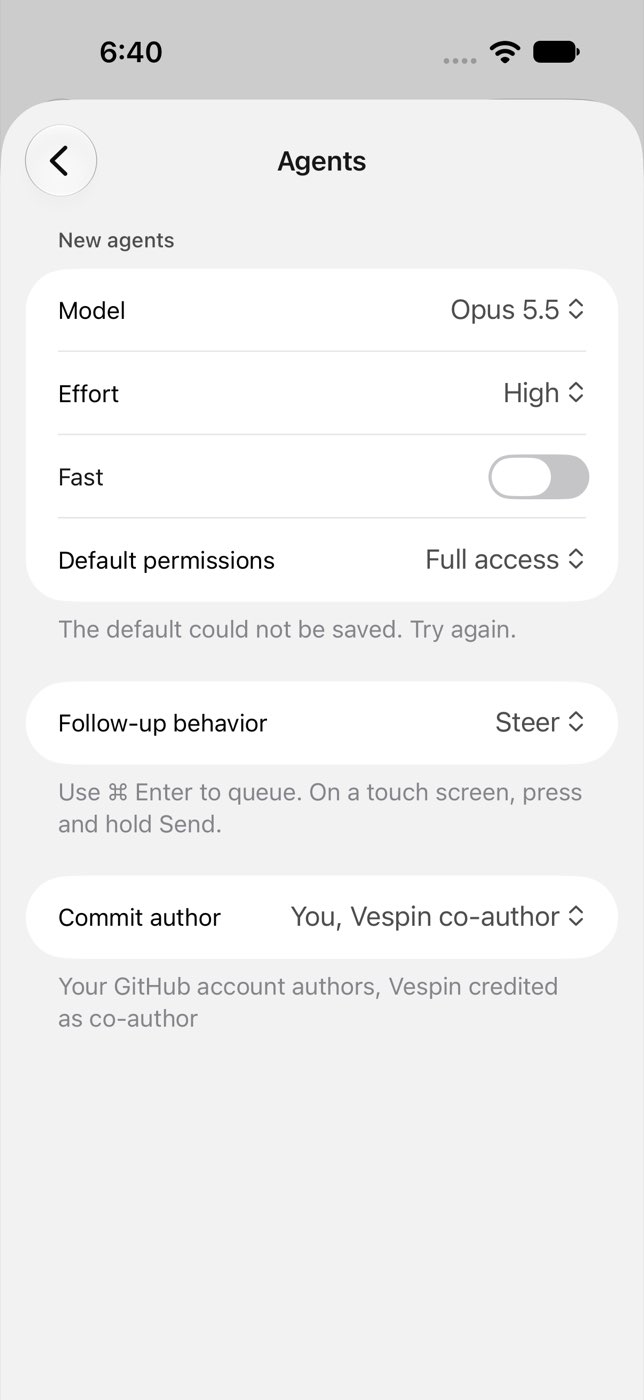 6:40
Agents
New agents
Model
Opus 5.5
Effort
High
Fast
Default permissions
Full access
The default could not be saved. Try again.
Follow-up behavior
Steer
Use ⌘ Enter to queue. On a touch screen, press
and hold Send.
Commit author
You, Vespin co-author
Your GitHub account authors, Vespin credited
as co-author